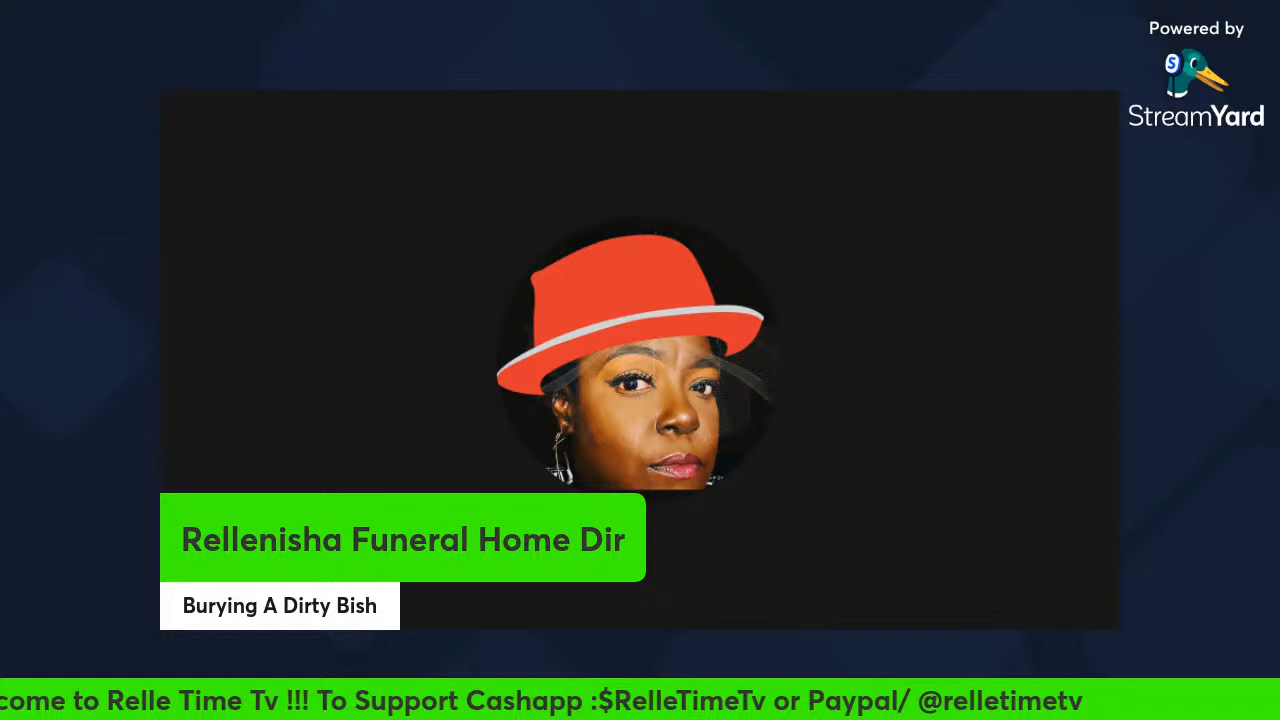 Powered by
S
StreamYard
Rellenisha Funeral Home Dir
Burying A Dirty Bish
come to Relle Time Tv !!! To Support Cashapp :$RelleTimeTv or Paypal/ @relletimetv